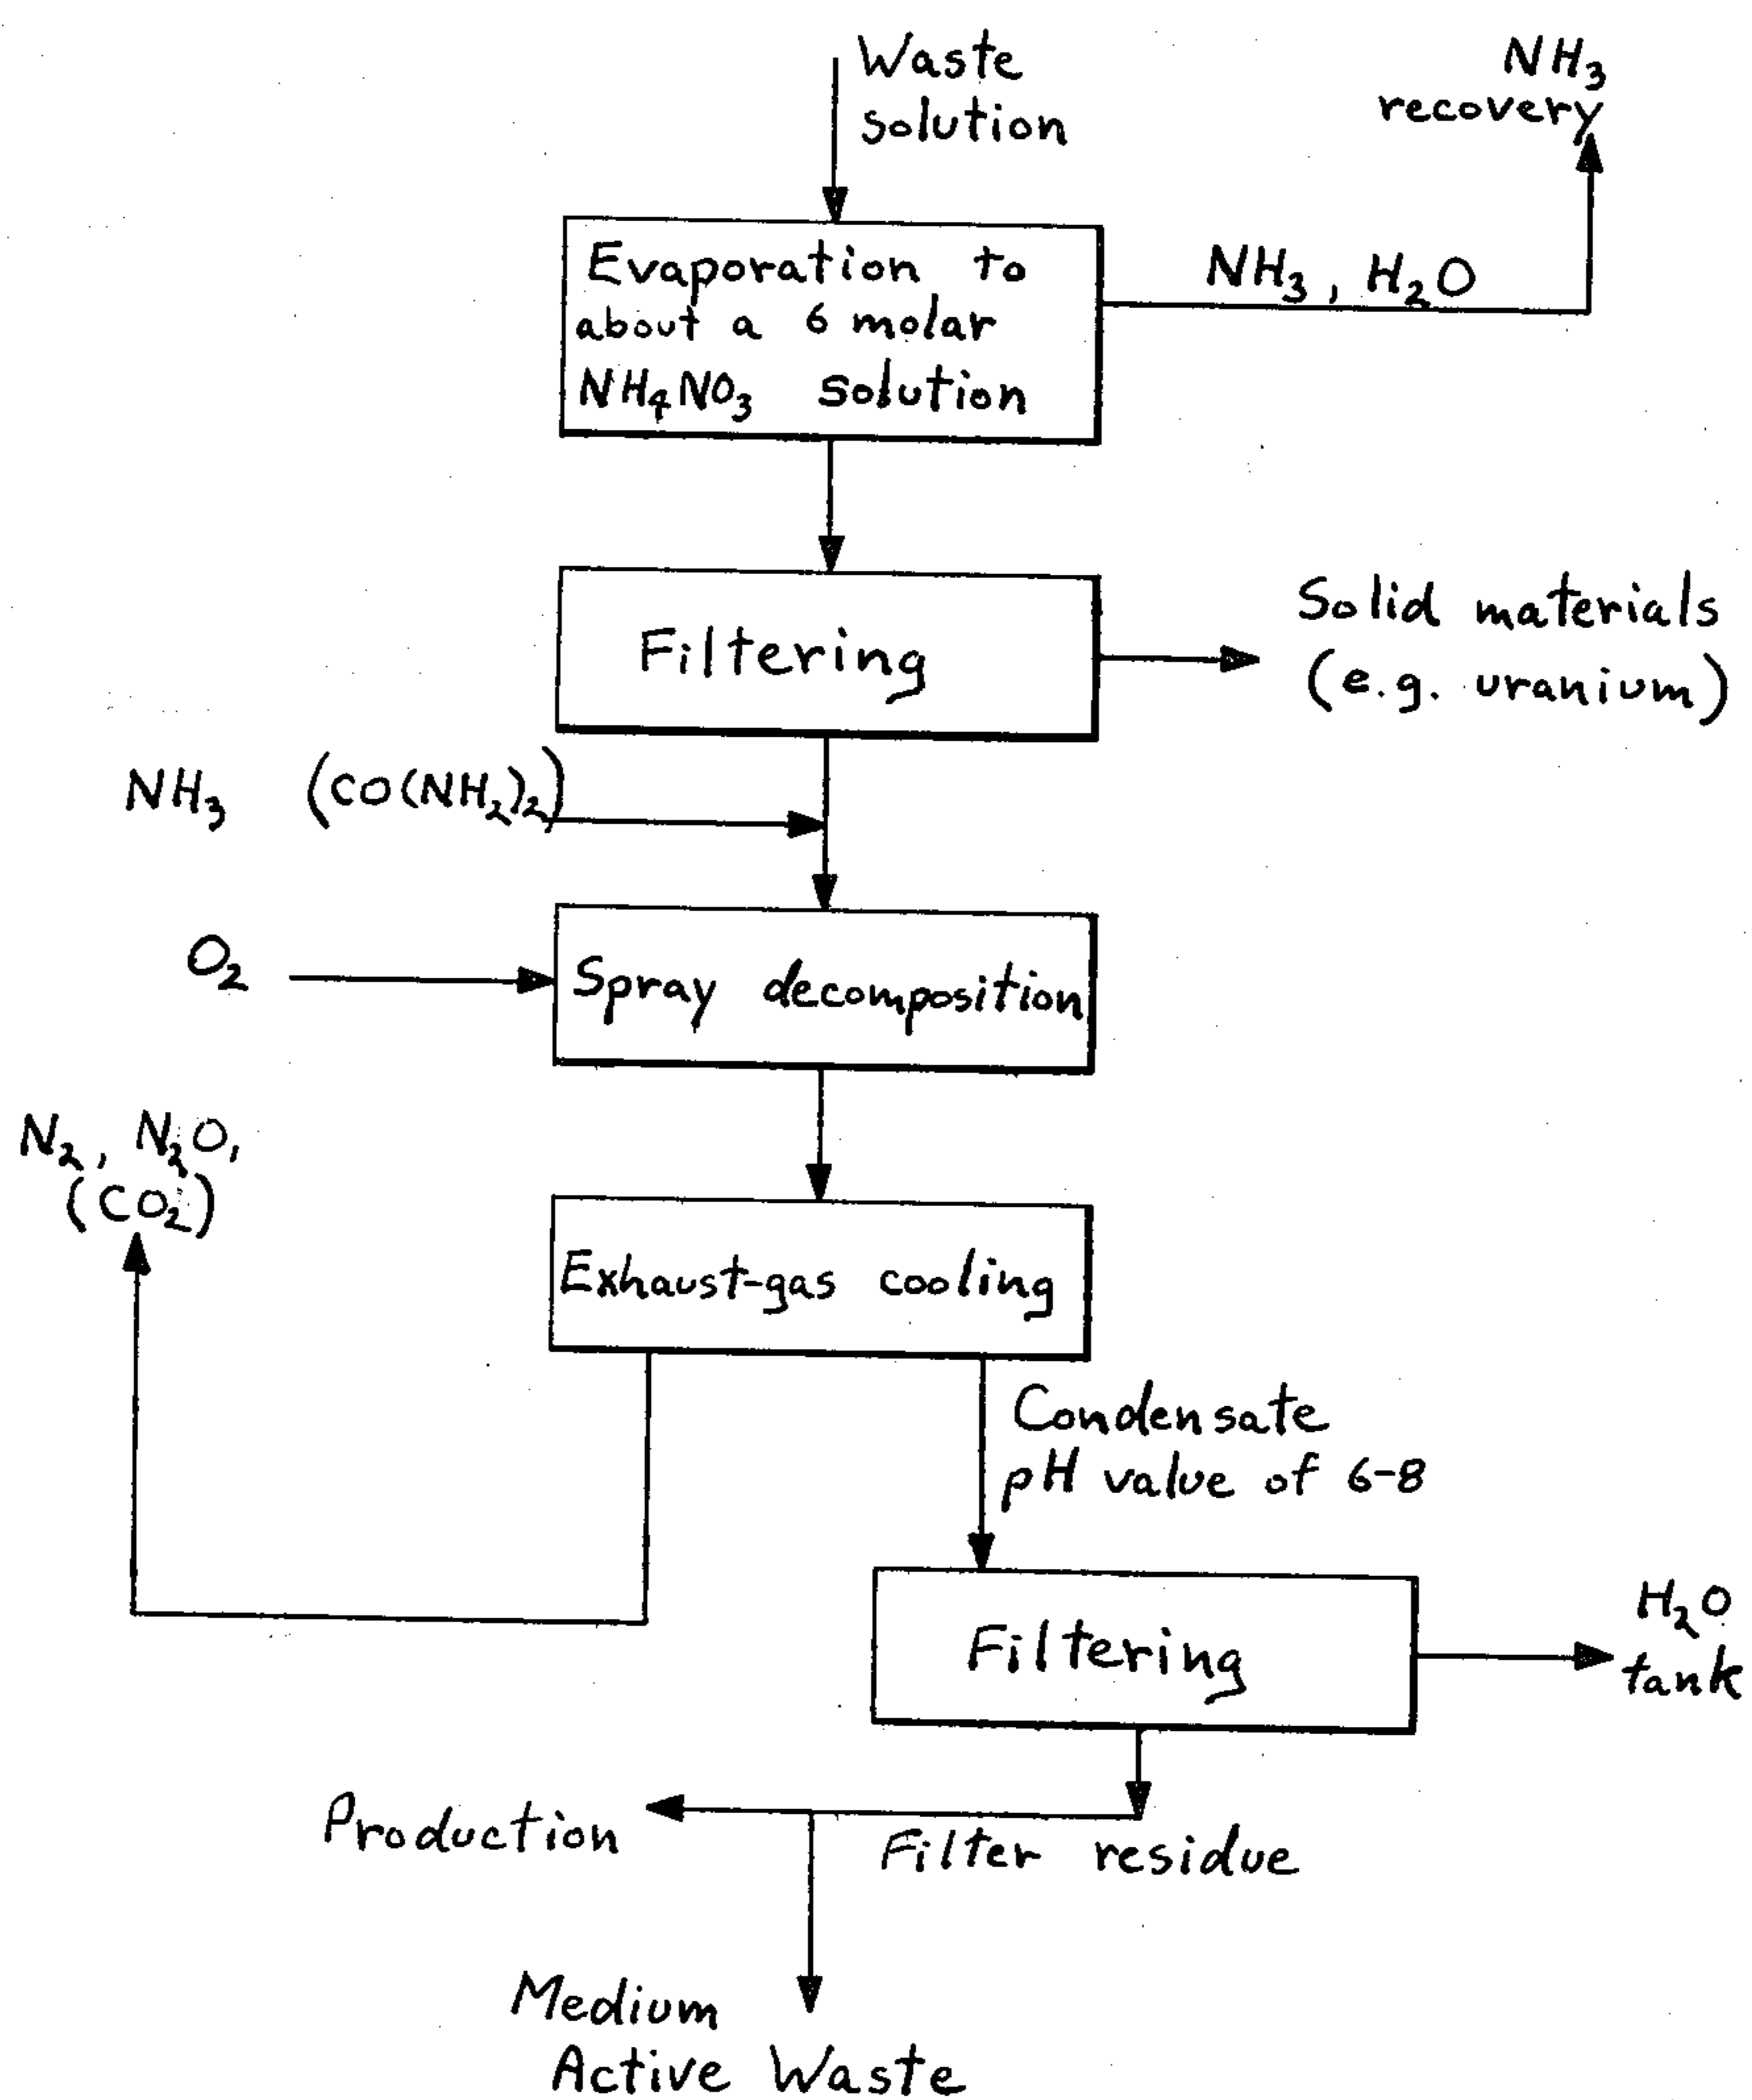 Waste
solution
NH₃
recovery
Evaporation to
about a 6 molar
NH₄NO₃ solution
NH₃, H₂O
Filtering
Solid materials
(e.g. uranium)
NH₃ (CO(NH₂)₂)
O₂
Spray decomposition
N₂, N₂O,
(CO₂)
Exhaust-gas cooling
Condensate
pH value of 6-8
Filtering
H₂O
tank
Production
Filter residue
Medium
Active Waste